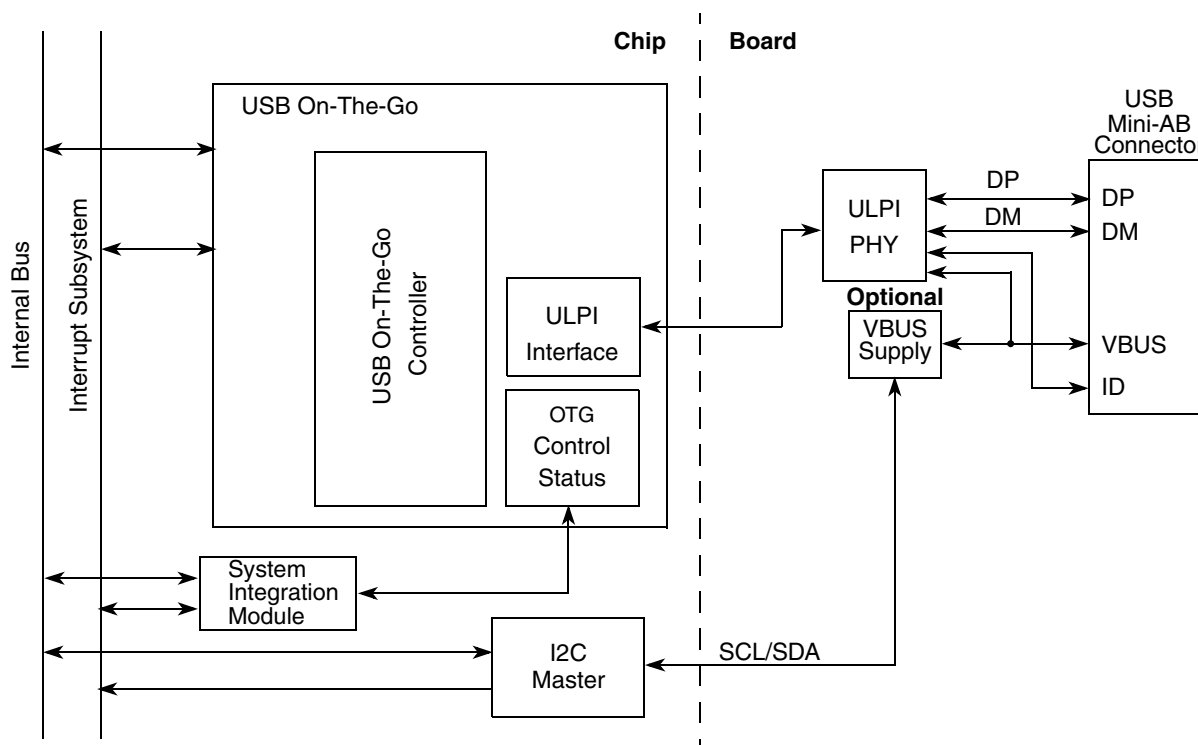 Chip
Board
USB On-The-Go
USB
Mini-AB
Connector
Internal Bus
Interrupt Subsystem
USB On-The-Go
Controller
ULPI
Interface
OTG
Control
Status
ULPI
PHY
DP
DM
DP
DM
Optional
VBUS
Supply
VBUS
ID
System
Integration
Module
I2C
Master
SCL/SDA